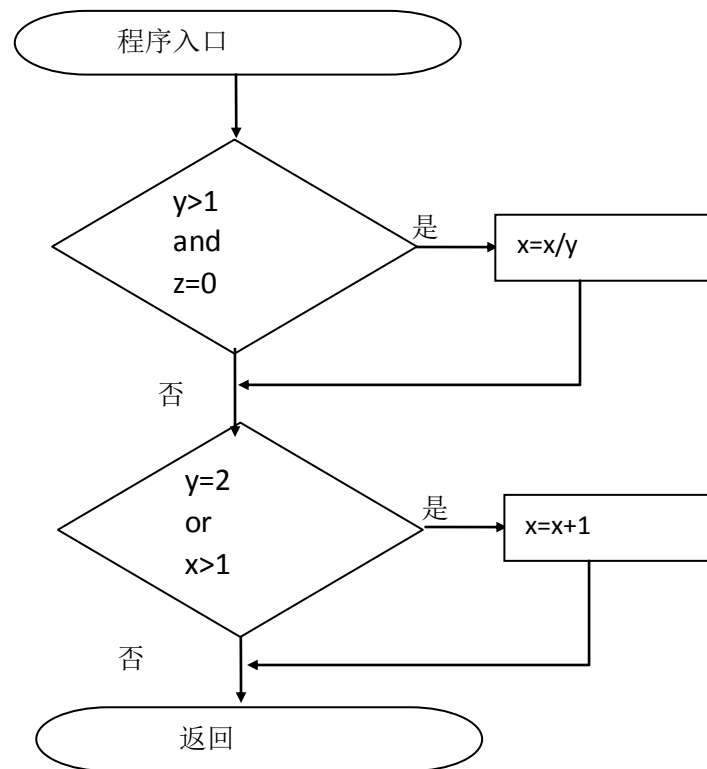 程序入口
y>1
and
z=0
是
x=x/y
否
y=2
or
x>1
是
x=x+1
否
返回